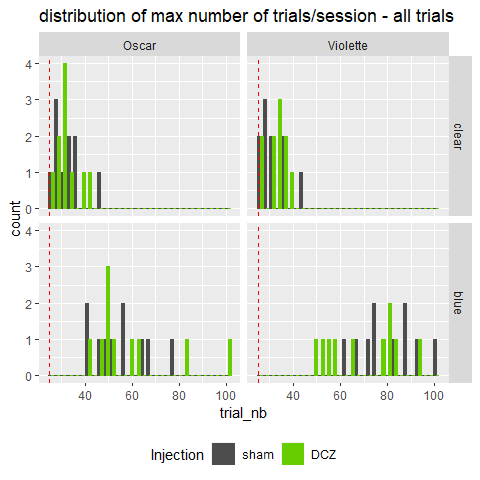 distribution of max number of trials/session - all trials
Oscar
Violette
4
3
2
1
0
clear
count
4
3
2
1
0
blue
40
60
80
100
40
60
80
100
trial_nb
Injection
sham
DCZ